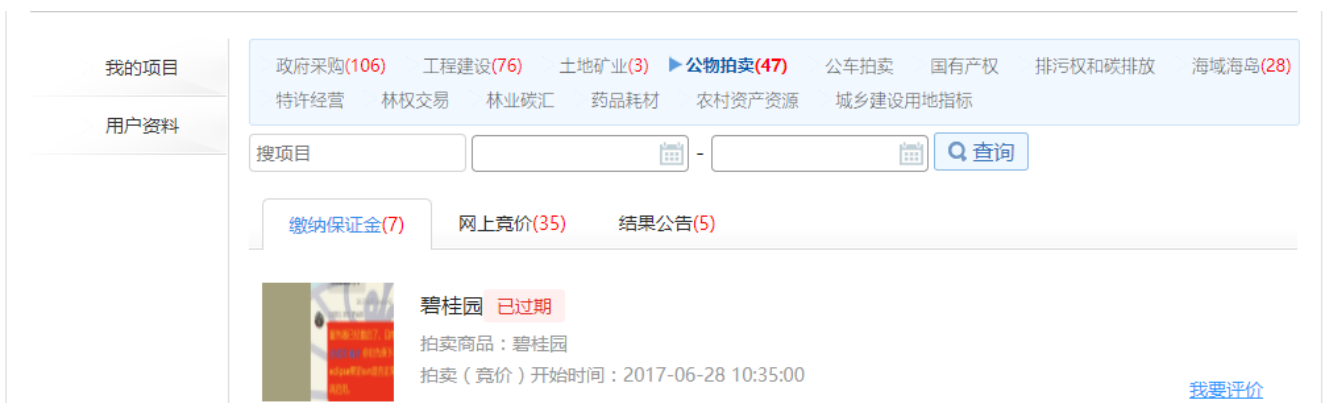 我的项目
用户资料
政府采购(106) 工程建设(76) 土地矿业(3) 公物拍卖(47) 公车拍卖 国有产权 排污权和碳排放 海域海岛(28)
特许经营 林权交易 林业碳汇 药品耗材 农村资产资源 城乡建设用地指标
搜项目 - 查询
缴纳保证金(7) 网上竞价(35) 结果公告(5)
碧桂园 已过期
拍卖商品：碧桂园
拍卖（竞价）开始时间：2017-06-28 10:35:00
我要评价